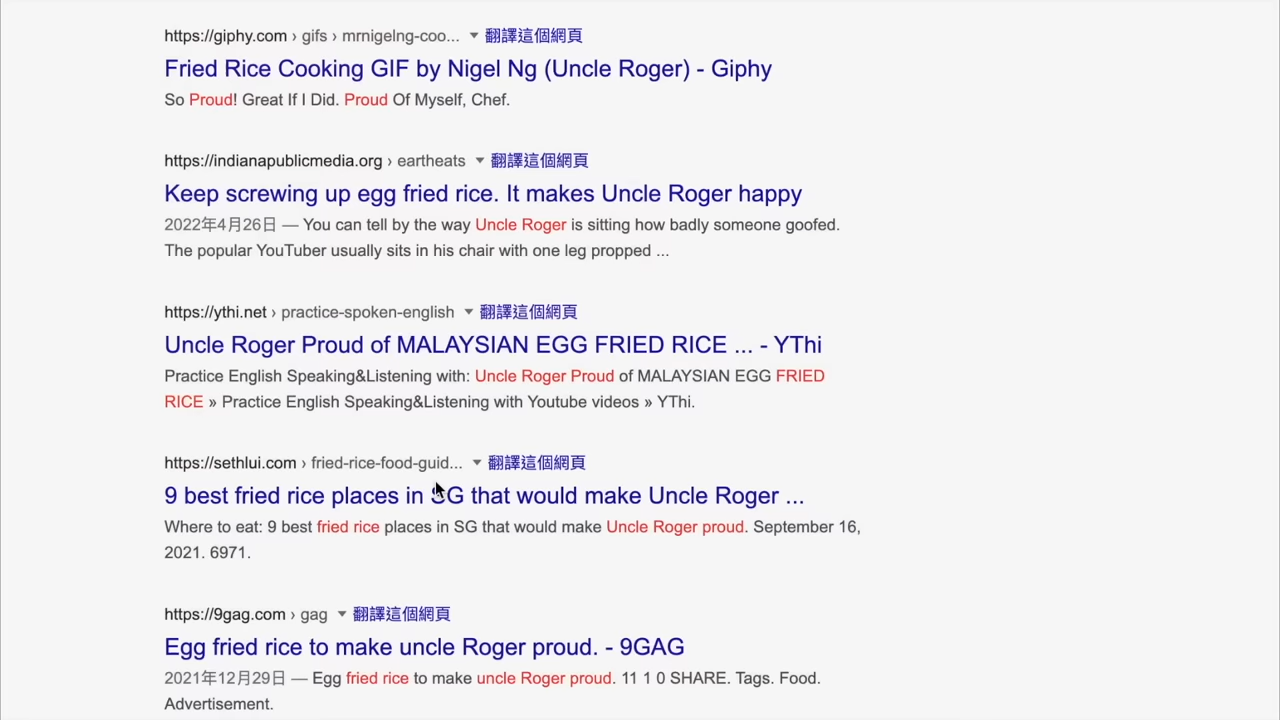 https://giphy.com › gifs › mrnigelng-coo... 翻譯這個網頁
Fried Rice Cooking GIF by Nigel Ng (Uncle Roger) - Giphy
So Proud! Great If I Did. Proud Of Myself, Chef.
https://indianapublicmedia.org › eartheats 翻譯這個網頁
Keep screwing up egg fried rice. It makes Uncle Roger happy
2022年4月26日 — You can tell by the way Uncle Roger is sitting how badly someone goofed.
The popular YouTuber usually sits in his chair with one leg propped ...
https://ythi.net › practice-spoken-english 翻譯這個網頁
Uncle Roger Proud of MALAYSIAN EGG FRIED RICE ... - YThi
Practice English Speaking&Listening with: Uncle Roger Proud of MALAYSIAN EGG FRIED
RICE » Practice English Speaking&Listening with Youtube videos » YThi.
https://sethlui.com › fried-rice-food-guid... 翻譯這個網頁
9 best fried rice places in SG that would make Uncle Roger ...
Where to eat: 9 best fried rice places in SG that would make Uncle Roger proud. September 16,
2021. 6971.
https://9gag.com › gag 翻譯這個網頁
Egg fried rice to make uncle Roger proud. - 9GAG
2021年12月29日 — Egg fried rice to make uncle Roger proud. 11 1 0 SHARE. Tags. Food.
Advertisement.